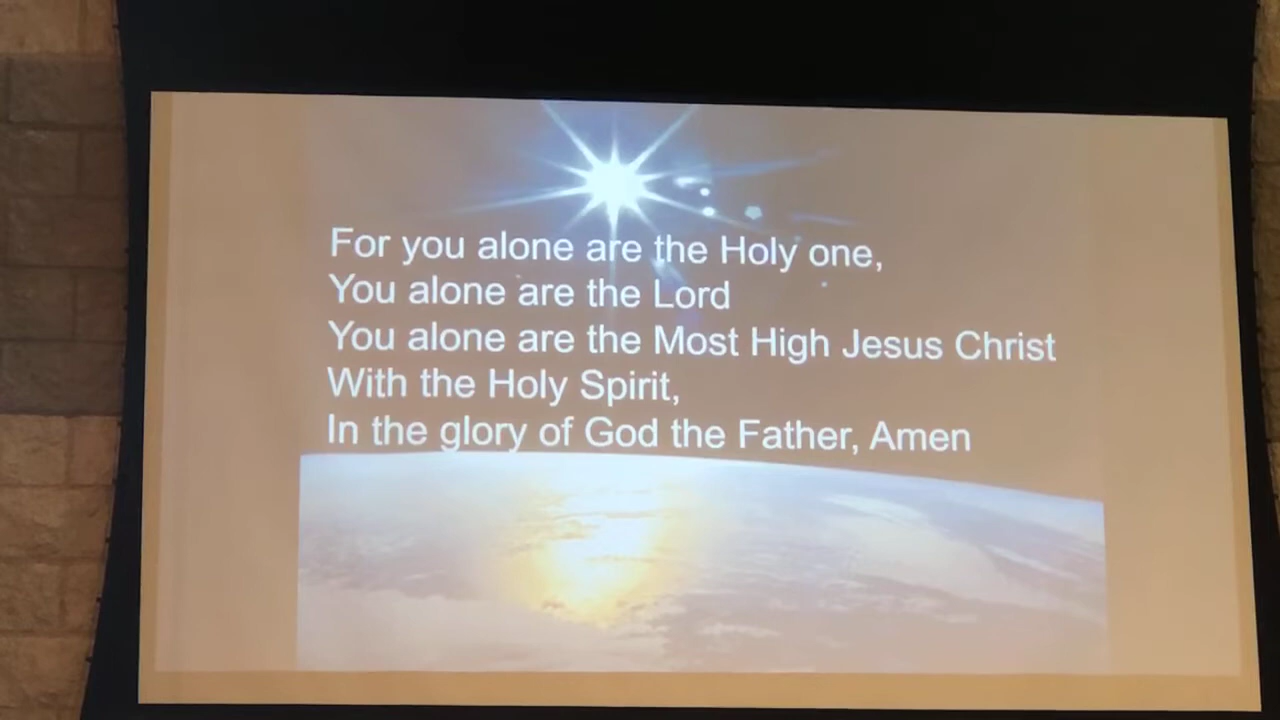 For you alone are the Holy one,
You alone are the Lord
You alone are the Most High Jesus Christ
With the Holy Spirit,
In the glory of God the Father, Amen